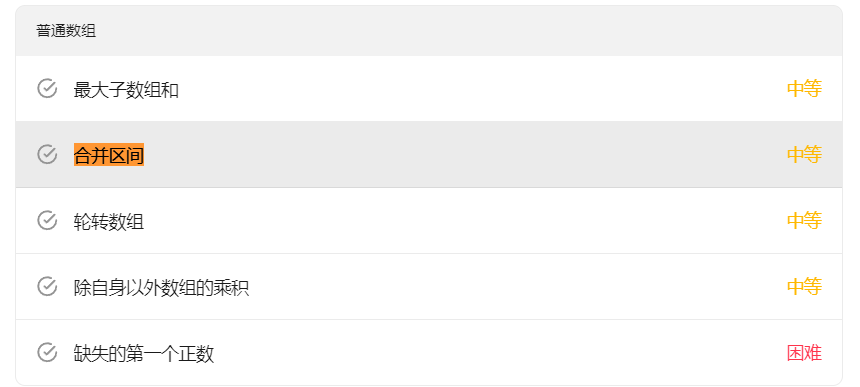 普通数组
最大子数组和 中等
合并区间 中等
轮转数组 中等
除自身以外数组的乘积 中等
缺失的第一个正数 困难